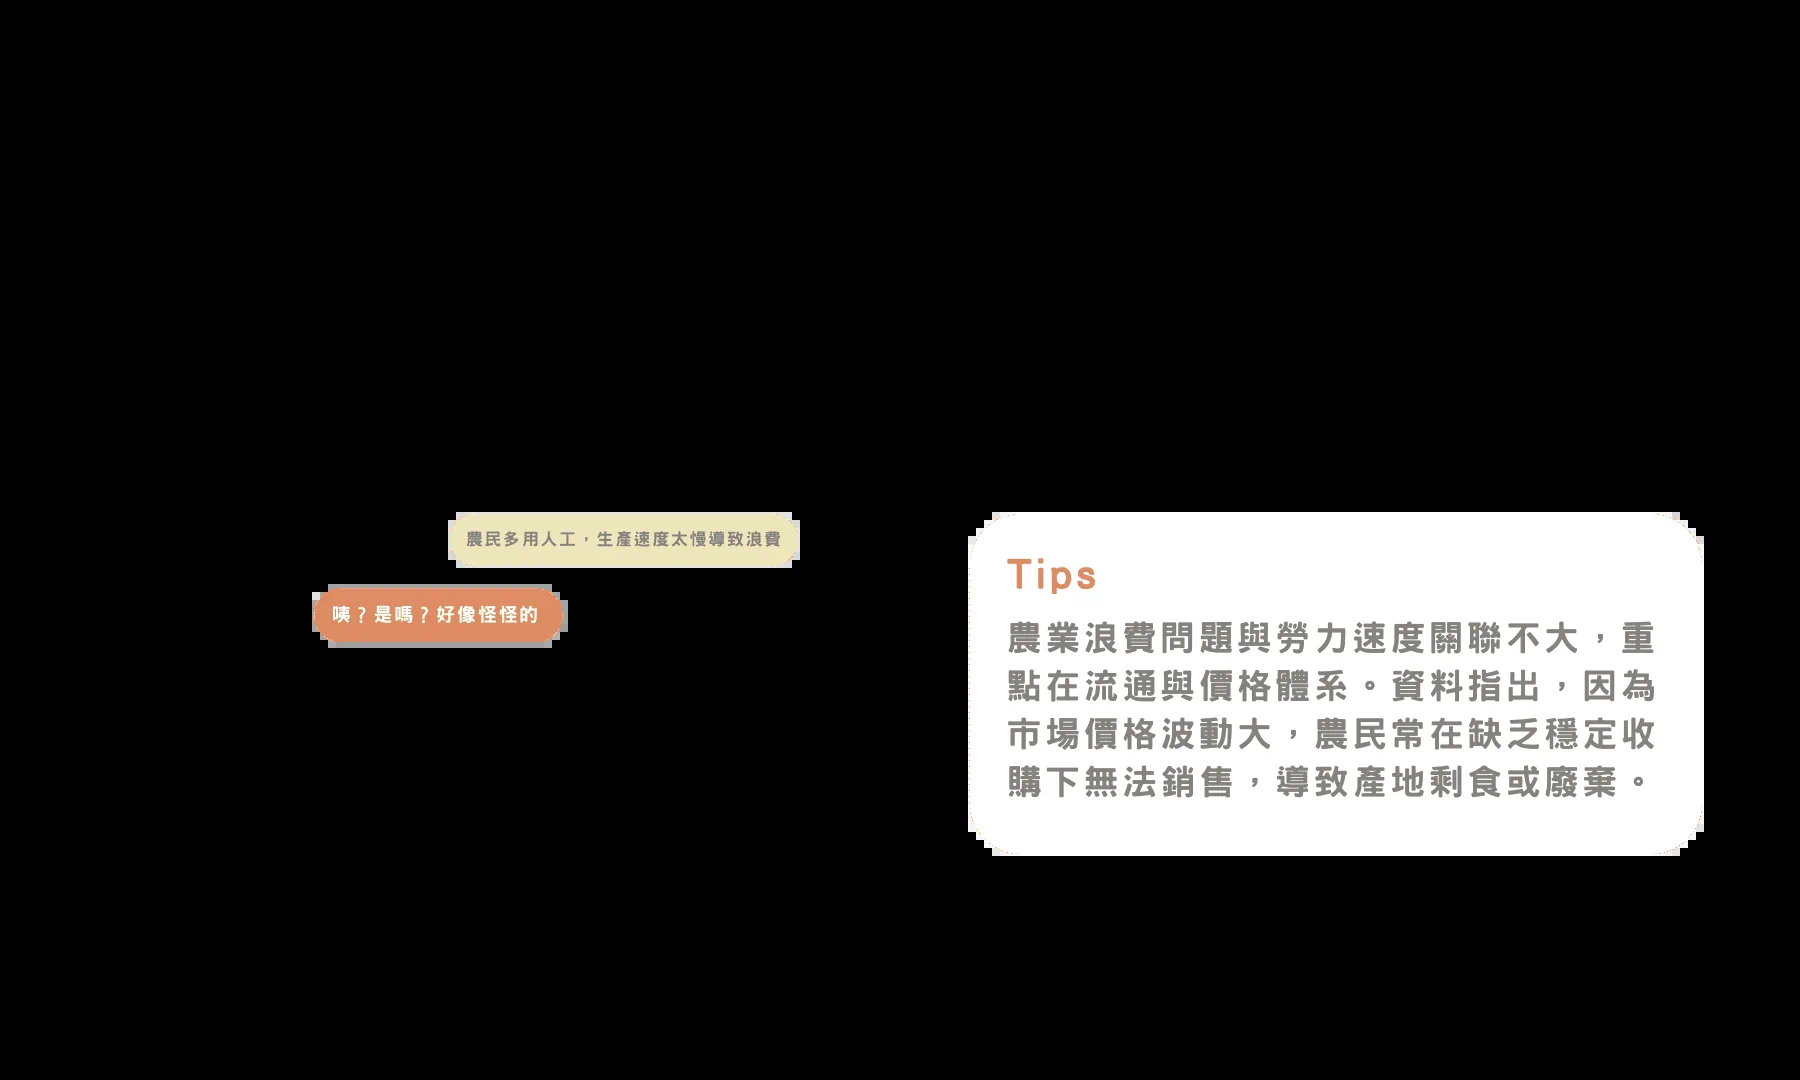 農民多用人工，生產速度太慢導致浪費
咦？是嗎？好像怪怪的
Tips
農業浪費問題與勞力速度關聯不大，重
點在流通與價格體系。資料指出，因為
市場價格波動大，農民常在缺乏穩定收
購下無法銷售，導致產地剩食或廢棄。